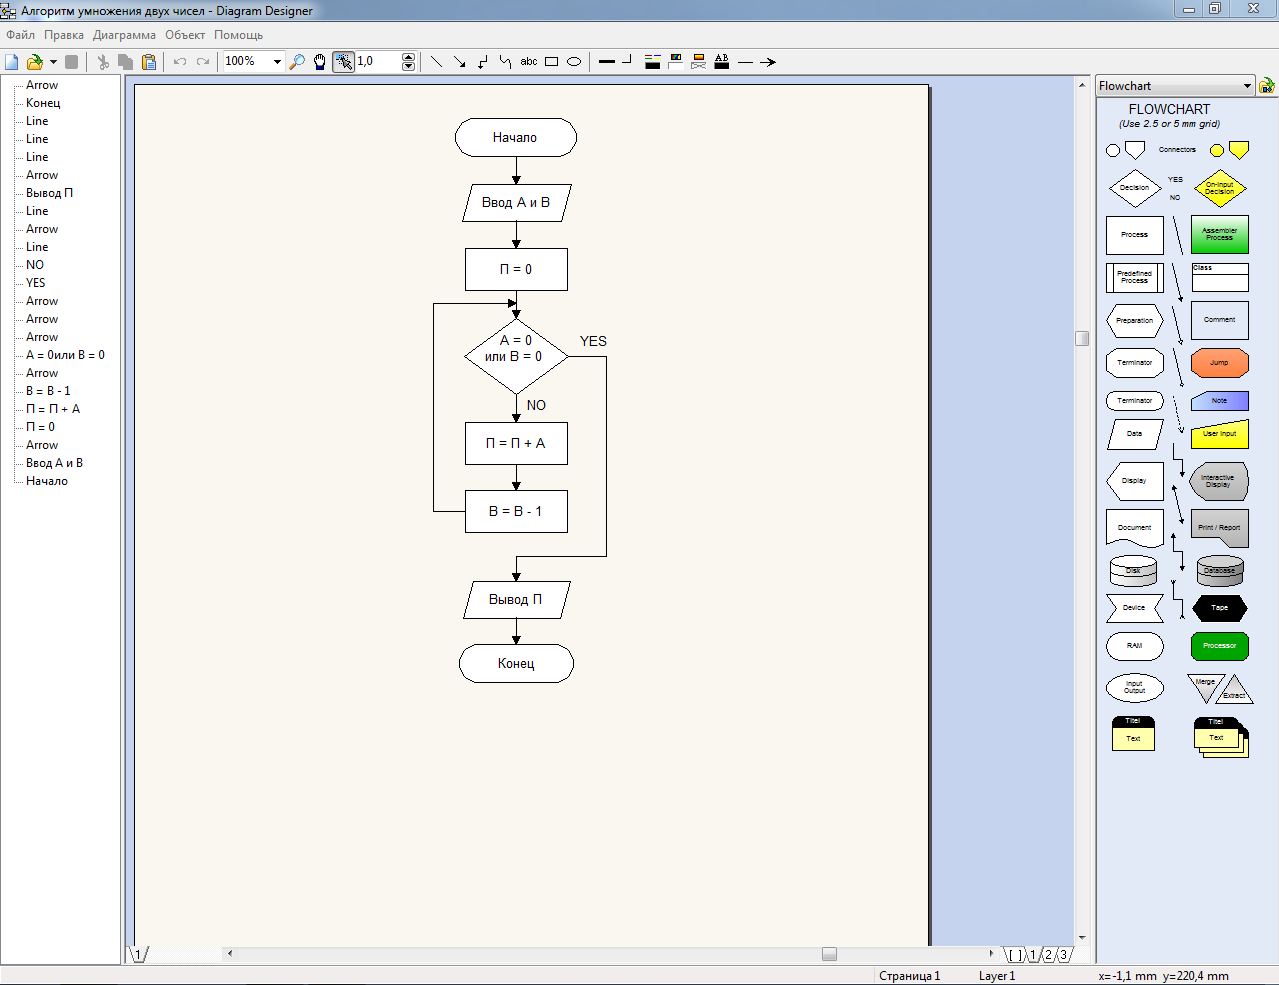 Алгоритм умножения двух чисел - Diagram Designer
Файл Правка Диаграмма Объект Помощь
100% 1,0 abc AB
Arrow
Конец
Line
Line
Line
Arrow
Вывод П
Line
Arrow
Line
NO
YES
Arrow
Arrow
Arrow
A = 0или B = 0
Arrow
B = B - 1
П = П + А
П = 0
Arrow
Ввод А и В
Начало
Начало
Ввод А и В
П = 0
A = 0
или B = 0
YES
NO
П = П + А
B = B - 1
Вывод П
Конец
Flowchart
FLOWCHART
(Use 2.5 or 5 mm grid)
Connectors
Decision
YES
NO
On-Input
Decision
Process
Assembler
Process
Predefined
Process
Class
Preparation
Comment
Terminator
Jump
Terminator
Note
Data
User Input
Display
Interactive
Display
Document
Print / Report
Disk
Database
Device
Tape
RAM
Processor
Input
Output
Merge
Extract
Titel
Text
Titel
Text
1
[ ] 1 2 3
Страница 1 Layer 1 x=-1,1 mm y=220,4 mm